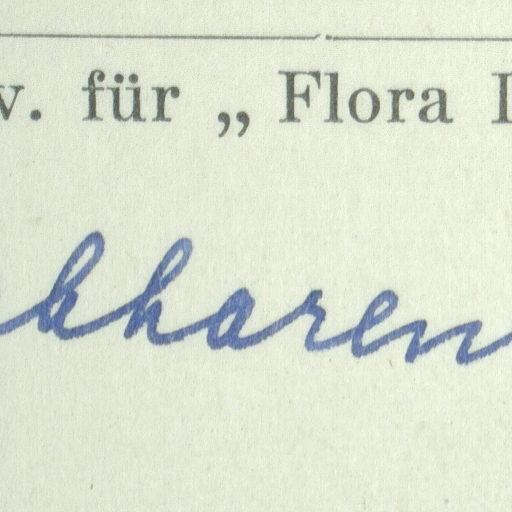 v. für „Flora I
kharen